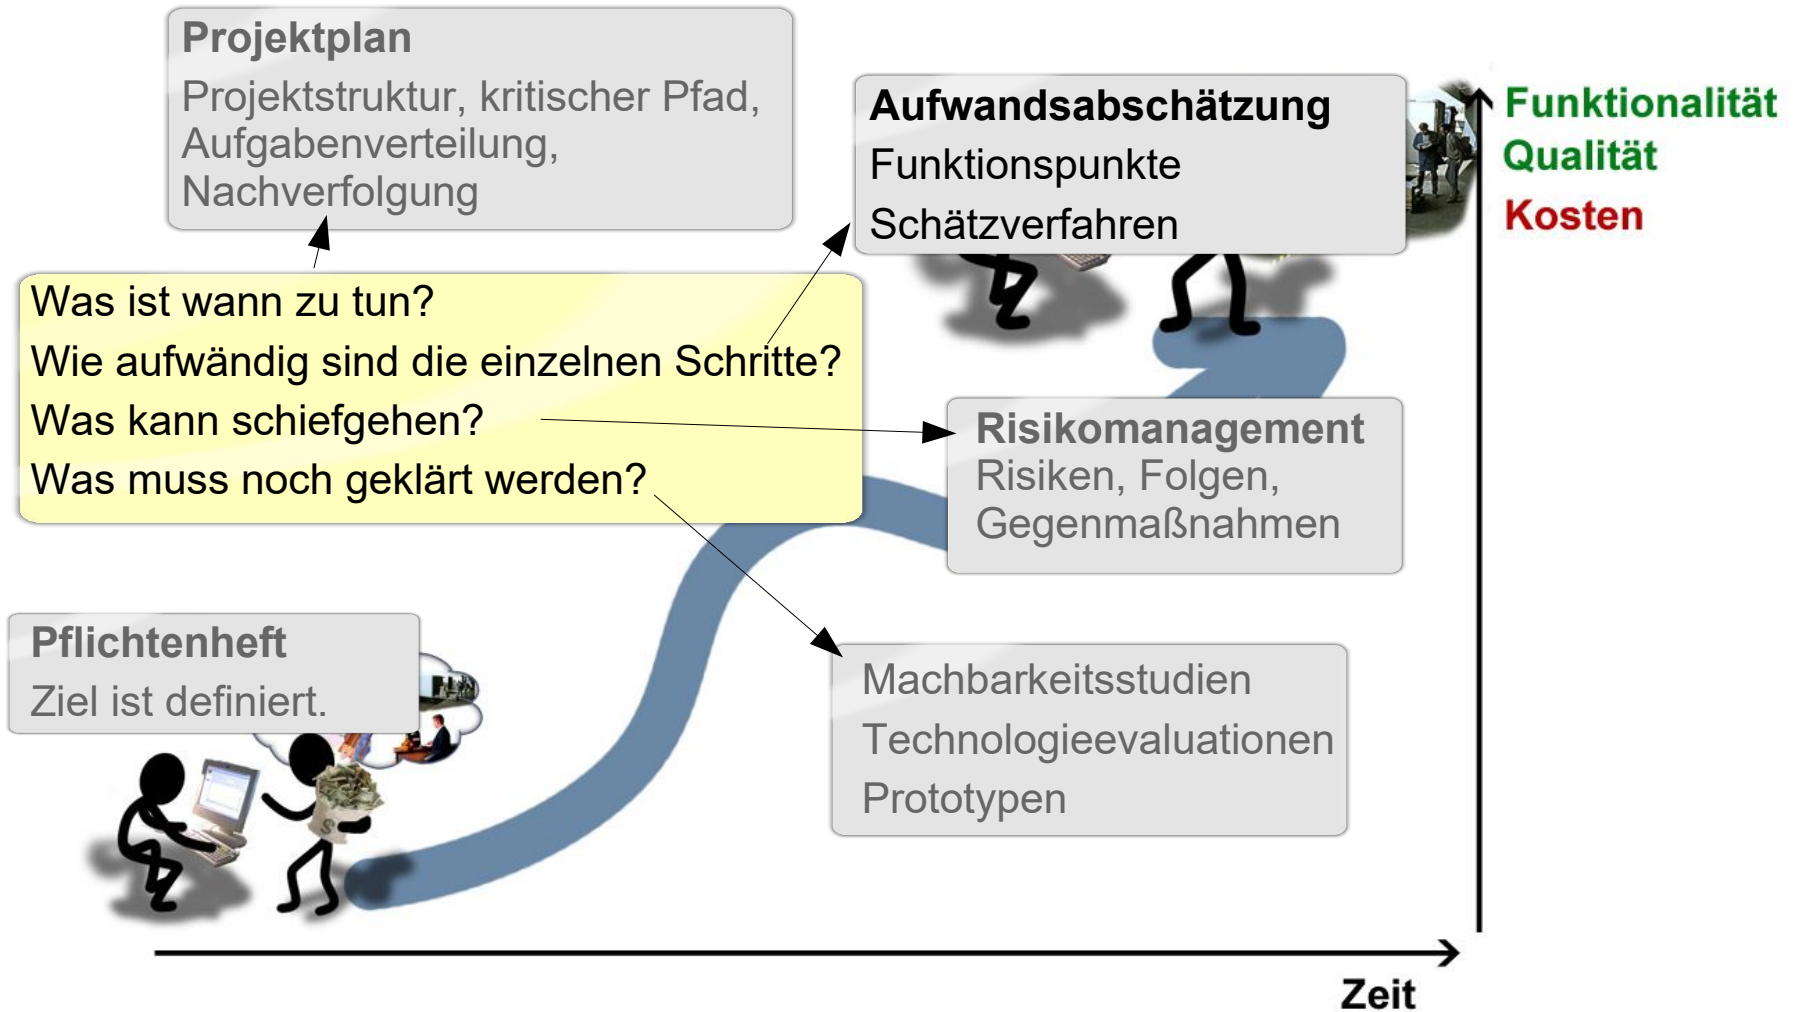 Projektplan
Projektstruktur, kritischer Pfad,
Aufgabenverteilung,
Nachverfolgung
Aufwandsabschätzung
Funktionspunkte
Schätzverfahren
Funktionalität
Qualität
Kosten
Was ist wann zu tun?
Wie aufwändig sind die einzelnen Schritte?
Was kann schiefgehen?
Was muss noch geklärt werden?
Risikomanagement
Risiken, Folgen,
Gegenmaßnahmen
Pflichtenheft
Ziel ist definiert.
Machbarkeitsstudien
Technologieevaluationen
Prototypen
$
Zeit